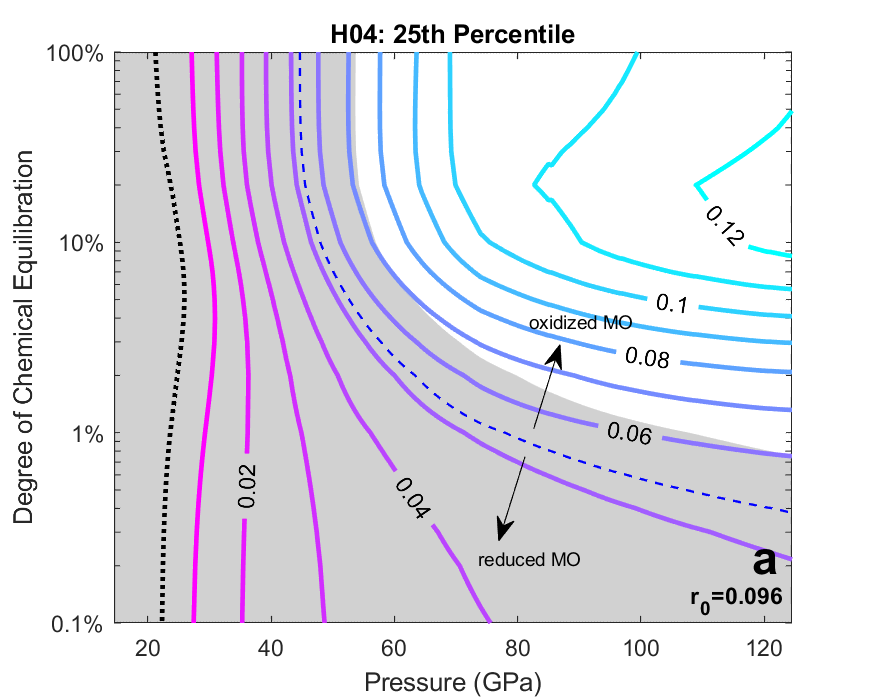 H04: 25th Percentile
100%
10%
1%
0.1%
Degree of Chemical Equilibration
0.12
0.1
oxidized MO
0.08
0.06
0.02
0.04
reduced MO
a
r0=0.096
20 40 60 80 100 120
Pressure (GPa)